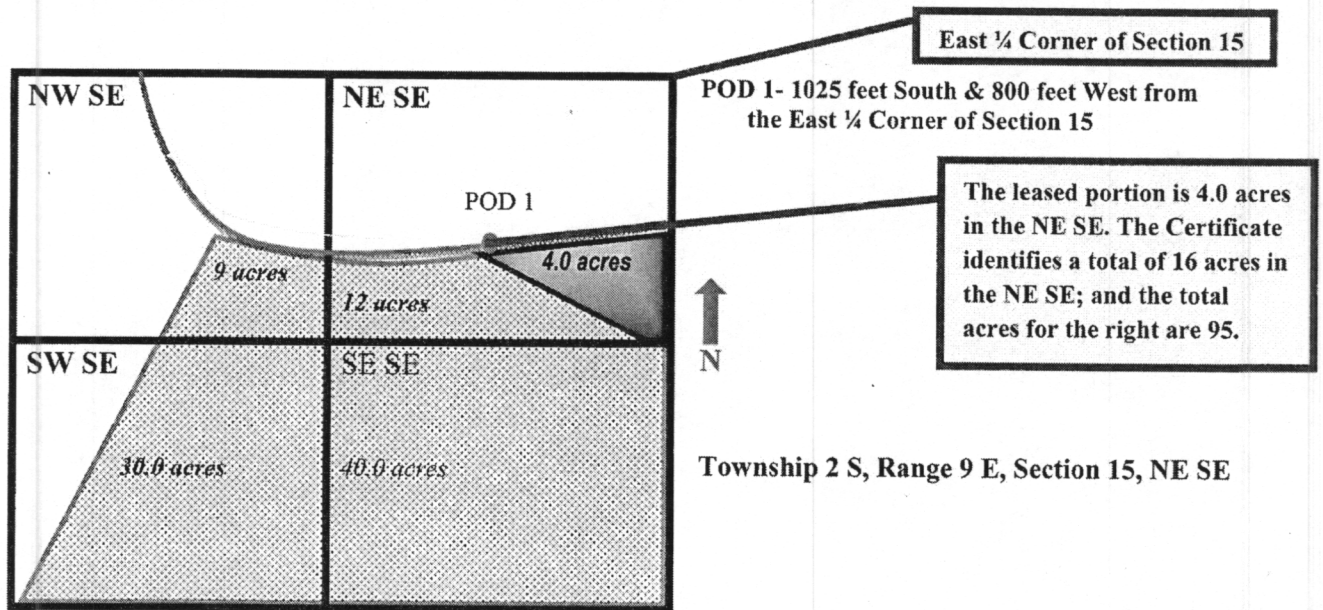 East ¼ Corner of Section 15
NW SE
NE SE
POD 1- 1025 feet South & 800 feet West from
the East ¼ Corner of Section 15
POD 1
The leased portion is 4.0 acres
in the NE SE. The Certificate
identifies a total of 16 acres in
the NE SE; and the total
acres for the right are 95.
9 acres
4.0 acres
12 acres
N
SW SE
SE SE
30.0 acres
40.0 acres
Township 2 S, Range 9 E, Section 15, NE SE